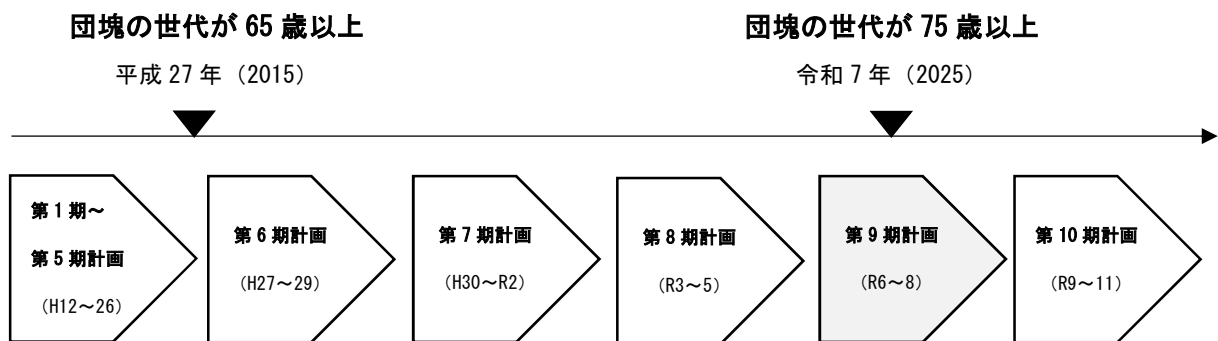 団塊の世代が 65 歳以上
平成 27 年（2015）
団塊の世代が 75 歳以上
令和 7 年（2025）
第 1 期～
第 5 期計画
（H12～26）
第 6 期計画
（H27～29）
第 7 期計画
（H30～R2）
第 8 期計画
（R3～5）
第 9 期計画
（R6～8）
第 10 期計画
（R9～11）